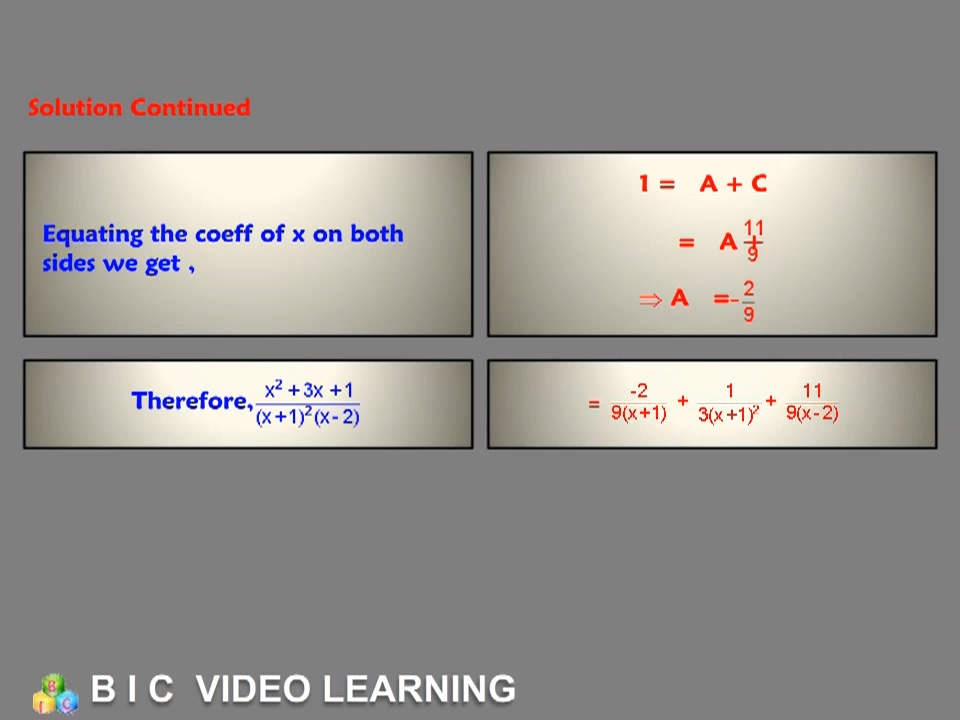 Solution Continued
Equating the coeff of x on both
sides we get ,
1 = A + C
= A + 11/9
⇒ A = -2/9
Therefore, (x² + 3x + 1)/((x + 1)² (x - 2))
= -2/(9(x+1)) + 1/(3(x+1)²) + 11/(9(x-2))
B I C VIDEO LEARNING
B
I C